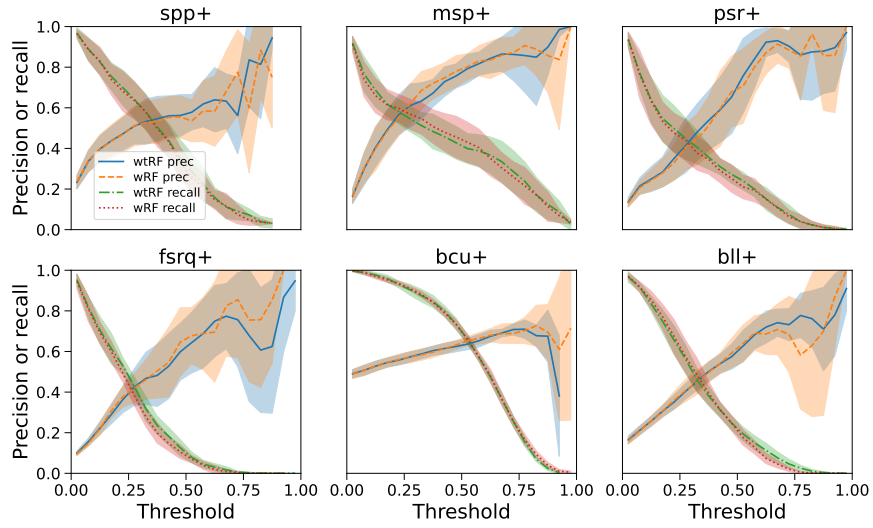 spp+ msp+ psr+
Precision or recall
1.0
0.8
0.6
0.4
0.2
0.0
wtRF prec
wRF prec
wtRF recall
wRF recall
fsrq+ bcu+ bll+
Precision or recall
1.0
0.8
0.6
0.4
0.2
0.0
0.00 0.25 0.50 0.75 1.00 0.00 0.25 0.50 0.75 1.00 0.00 0.25 0.50 0.75 1.00
Threshold Threshold Threshold